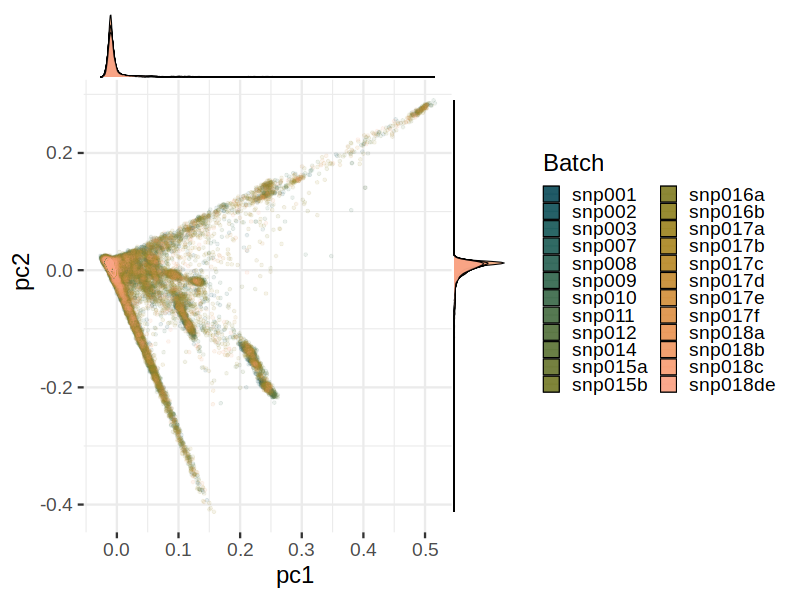 Batch
snp001 snp016a
snp002 snp016b
snp003 snp017a
snp007 snp017b
snp008 snp017c
snp009 snp017d
snp010 snp017e
snp011 snp017f
snp012 snp018a
snp014 snp018b
snp015a snp018c
snp015b snp018de
0.2
0.0
-0.2
-0.4
pc2
0.0 0.1 0.2 0.3 0.4 0.5
pc1